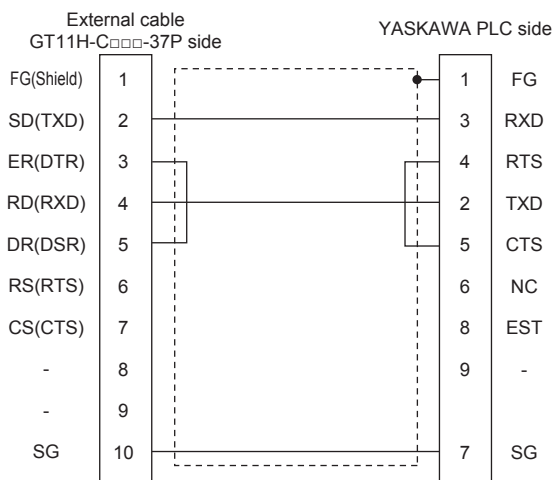 External cable
GT11H-C□□□-37P side
YASKAWA PLC side
FG(Shield) 1 1 FG
SD(TXD) 2 3 RXD
ER(DTR) 3 4 RTS
RD(RXD) 4 2 TXD
DR(DSR) 5 5 CTS
RS(RTS) 6 6 NC
CS(CTS) 7 8 EST
- 8 9 -
- 9
SG 10 7 SG